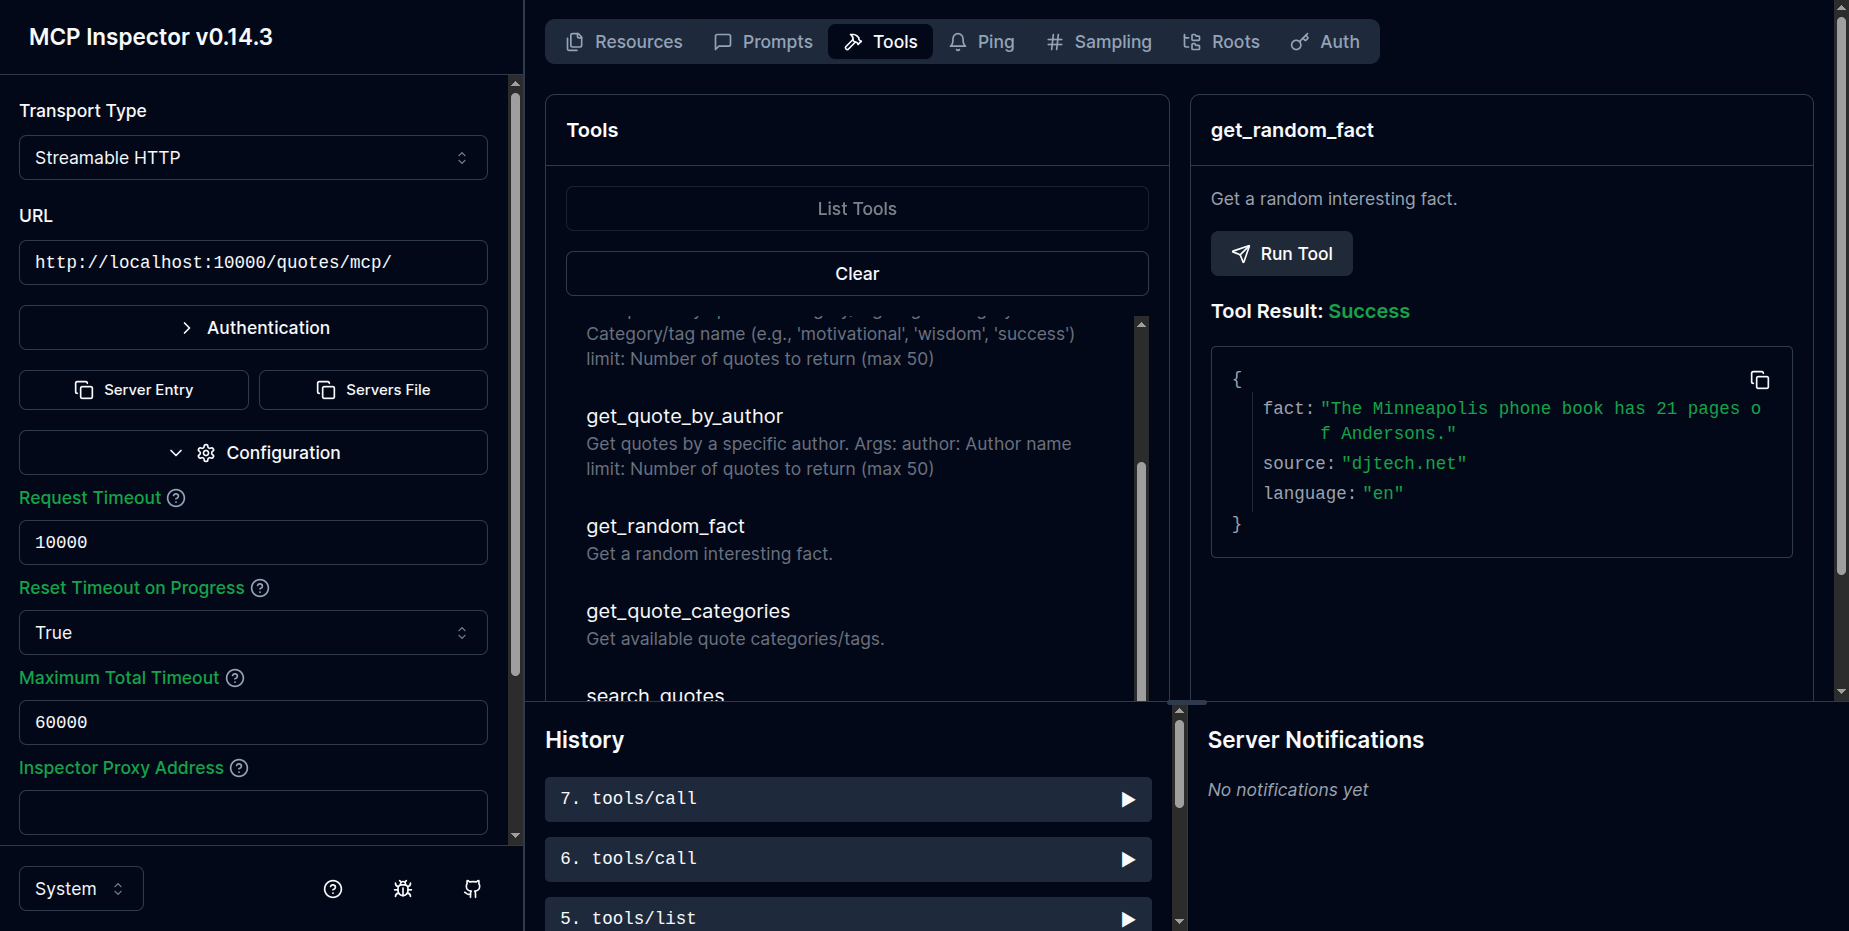 MCP Inspector v0.14.3
Transport Type
Streamable HTTP
URL
http://localhost:10000/quotes/mcp/
Authentication
Server Entry
Servers File
Configuration
Request Timeout
10000
Reset Timeout on Progress
True
Maximum Total Timeout
60000
Inspector Proxy Address
System
Resources
Prompts
Tools
Ping
Sampling
Roots
Auth
Tools
List Tools
Clear
Category/tag name (e.g., 'motivational', 'wisdom', 'success')
limit: Number of quotes to return (max 50)
get_quote_by_author
Get quotes by a specific author. Args: author: Author name
limit: Number of quotes to return (max 50)
get_random_fact
Get a random interesting fact.
get_quote_categories
Get available quote categories/tags.
search_quotes
get_random_fact
Get a random interesting fact.
Run Tool
Tool Result: Success
{
fact: "The Minneapolis phone book has 21 pages o
f Andersons."
source: "djtech.net"
language: "en"
}
History
7. tools/call
6. tools/call
5. tools/list
Server Notifications
No notifications yet